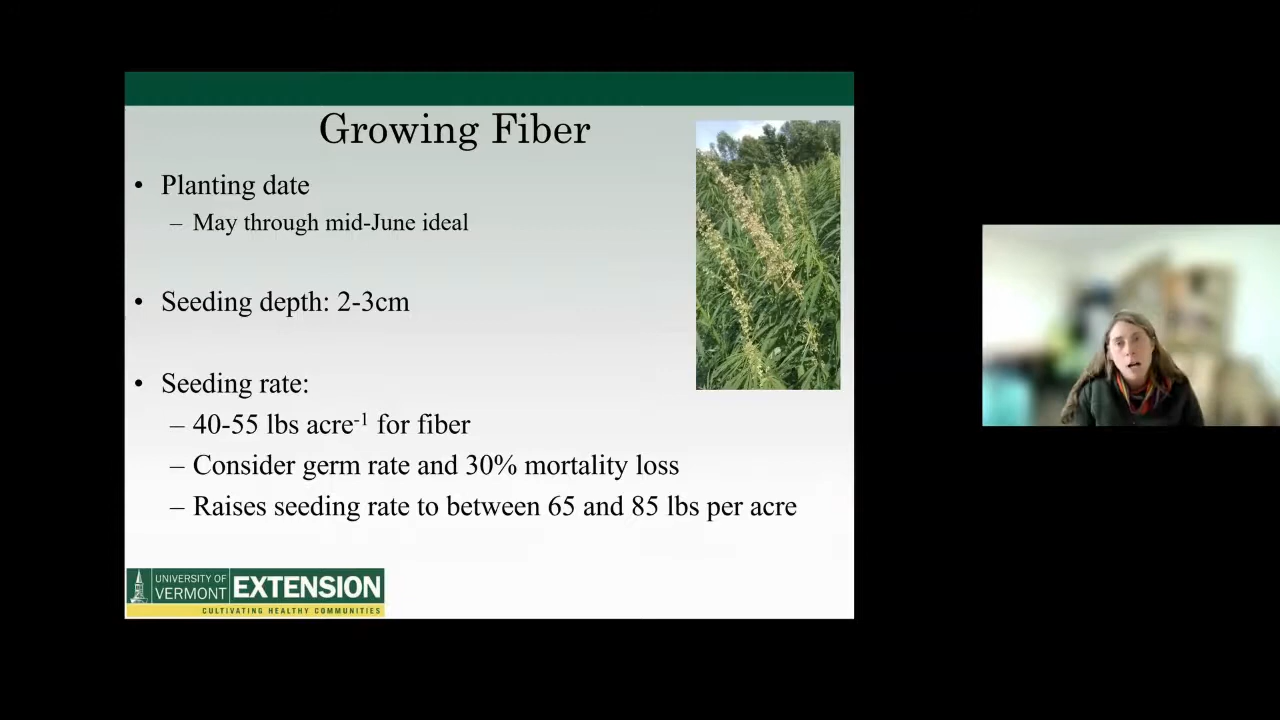 Growing Fiber
• Planting date
– May through mid-June ideal
• Seeding depth: 2-3cm
• Seeding rate:
– 40-55 lbs acre⁻¹ for fiber
– Consider germ rate and 30% mortality loss
– Raises seeding rate to between 65 and 85 lbs per acre
UNIVERSITY OF
VERMONT EXTENSION
CULTIVATING HEALTHY COMMUNITIES